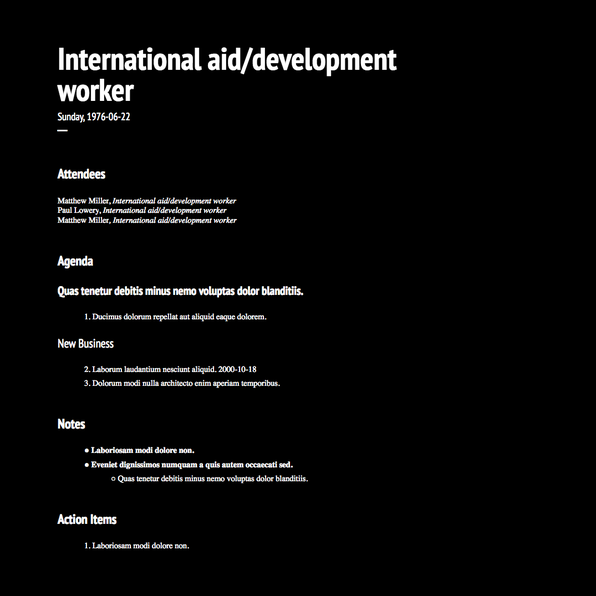 International aid/development
worker
Sunday, 1976-06-22
—
Attendees
Matthew Miller, International aid/development worker
Paul Lowery, International aid/development worker
Matthew Miller, International aid/development worker
Agenda
Quas tenetur debitis minus nemo voluptas dolor blanditiis.
1. Ducimus dolorum repellat aut aliquid eaque dolorem.
New Business
2. Laborum laudantium nesciunt aliquid. 2000-10-18
3. Dolorum modi nulla architecto enim aperiam temporibus.
Notes
• Laboriosam modi dolore non.
• Eveniet dignissimos numquam a quis autem occaecati sed.
○ Quas tenetur debitis minus nemo voluptas dolor blanditiis.
Action Items
1. Laboriosam modi dolore non.